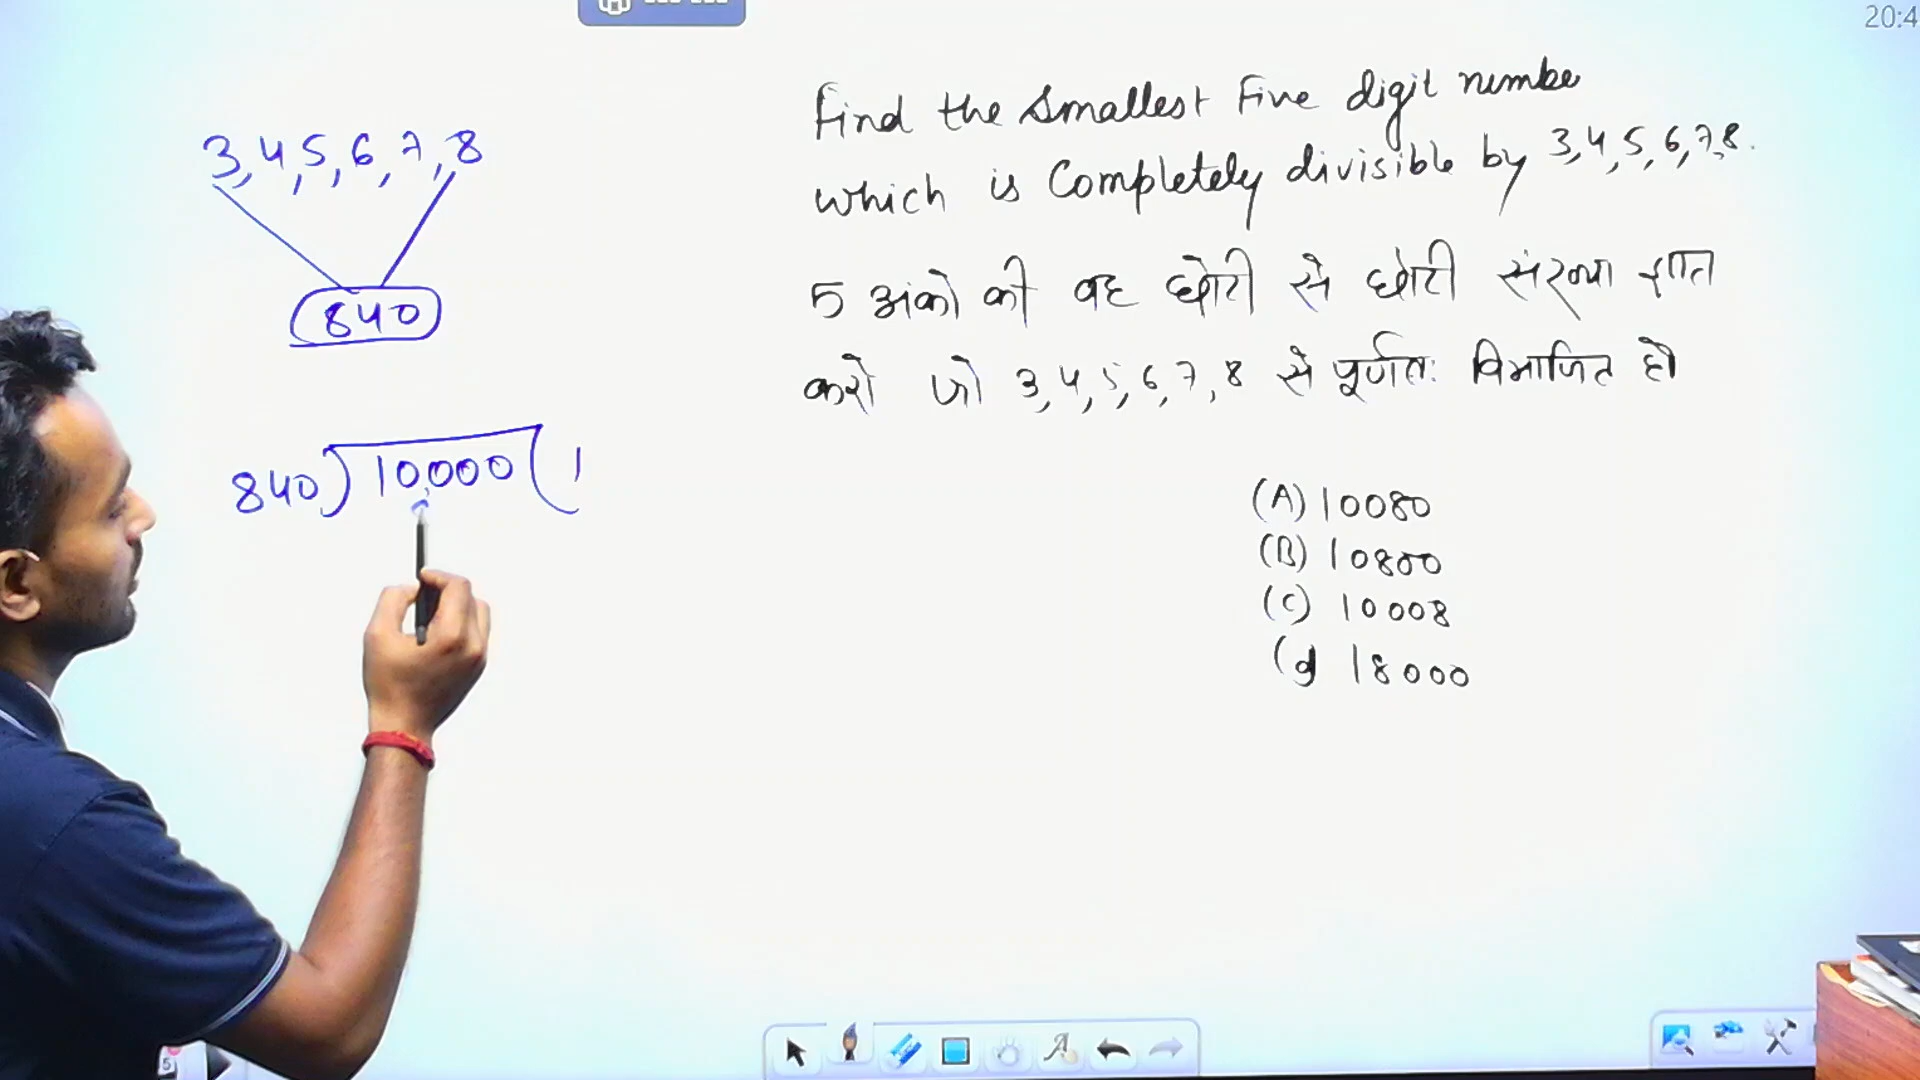 20:4
3,4,5,6,7,8
840
840) 10,000 ( 1
Find the smallest Five digit numbe
which is Completely divisible by 3,4,5,6,7,8.
5 अंको की वह छोटी से छोटी संख्या ज्ञात
करो जो 3,4,5,6,7,8 से पूर्णतः विभाजित हो
(A) 10080
(B) 10800
(C) 10008
(d) 18000